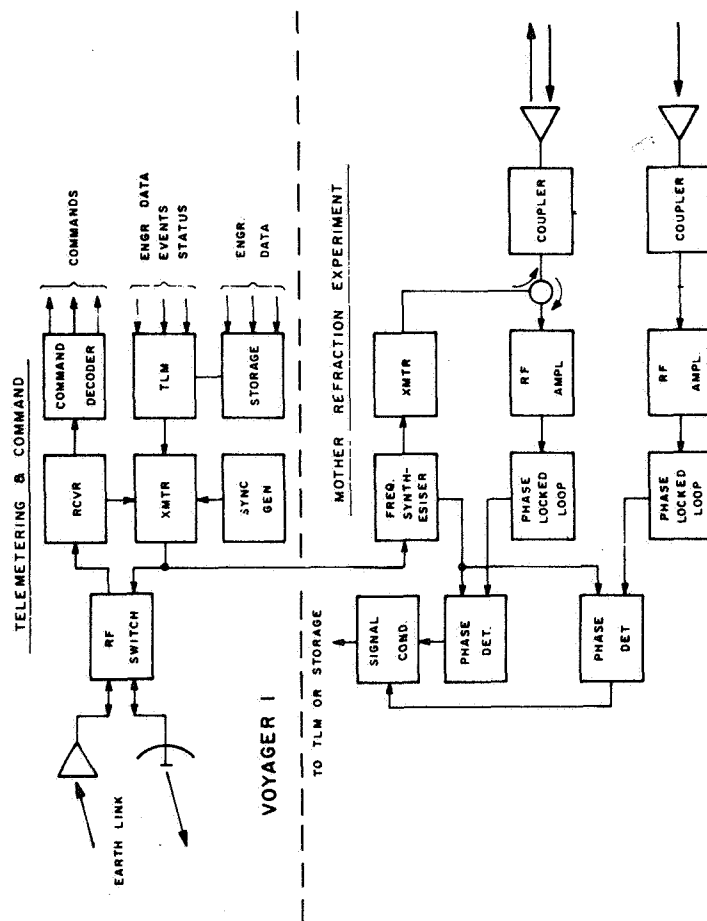 TELEMETERING & COMMAND
EARTH LINK
RF
SWITCH
RCVR
COMMAND
DECODER
COMMANDS
XMTR
TLM
ENGR DATA
EVENTS
STATUS
SYNC
GEN
STORAGE
ENGR.
DATA
VOYAGER I
MOTHER REFRACTION EXPERIMENT
TO TLM OR STORAGE
FREQ.
SYNTH-
ESISER
XMTR
SIGNAL
COND.
PHASE
DET.
PHASE
LOCKED
LOOP
RF
AMPL
COUPLER
PHASE
DET
PHASE
LOCKED
LOOP
RF
AMPL.
COUPLER